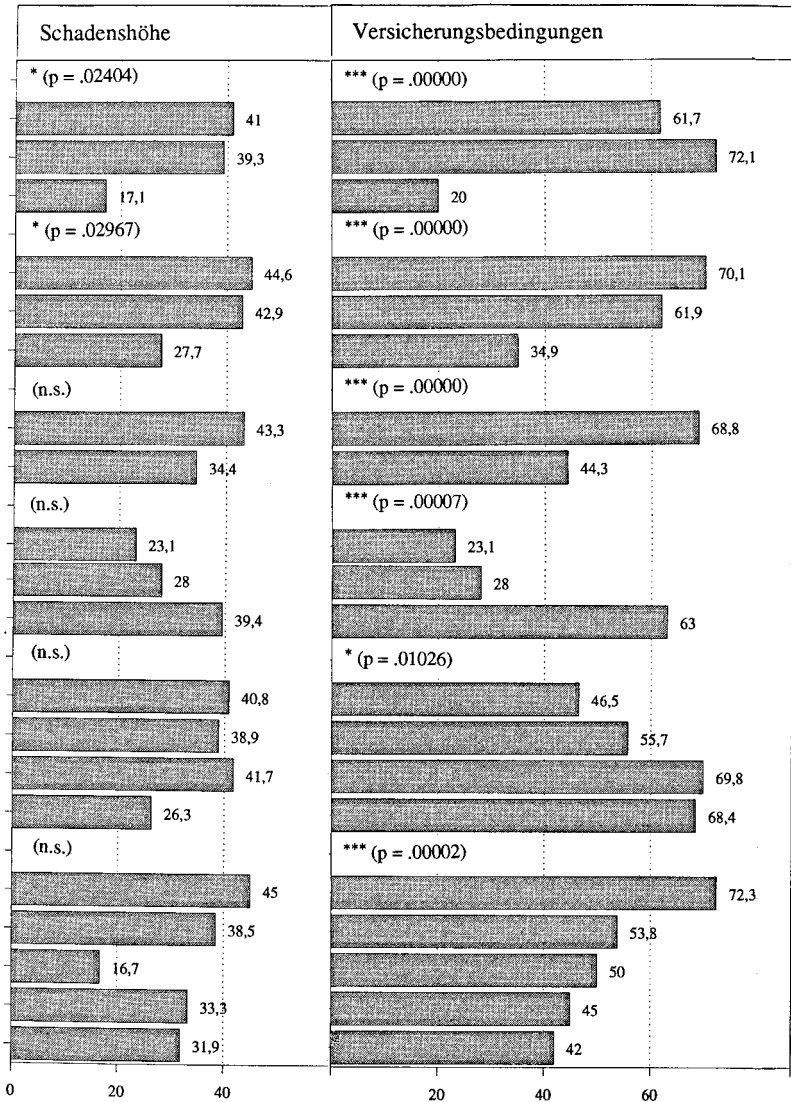 Schadenshöhe Versicherungsbedingungen
* (p = .02404) *** (p = .00000)
41 61,7
39,3 72,1
17,1 20
* (p = .02967) *** (p = .00000)
44,6 70,1
42,9 61,9
27,7 34,9
(n.s.) *** (p = .00000)
43,3 68,8
34,4 44,3
(n.s.) *** (p = .00007)
23,1 23,1
28 28
39,4 63
(n.s.) * (p = .01026)
40,8 46,5
38,9 55,7
41,7 69,8
26,3 68,4
(n.s.) *** (p = .00002)
45 72,3
38,5 53,8
16,7 50
33,3 45
31,9 42
0 20 40 20 40 60